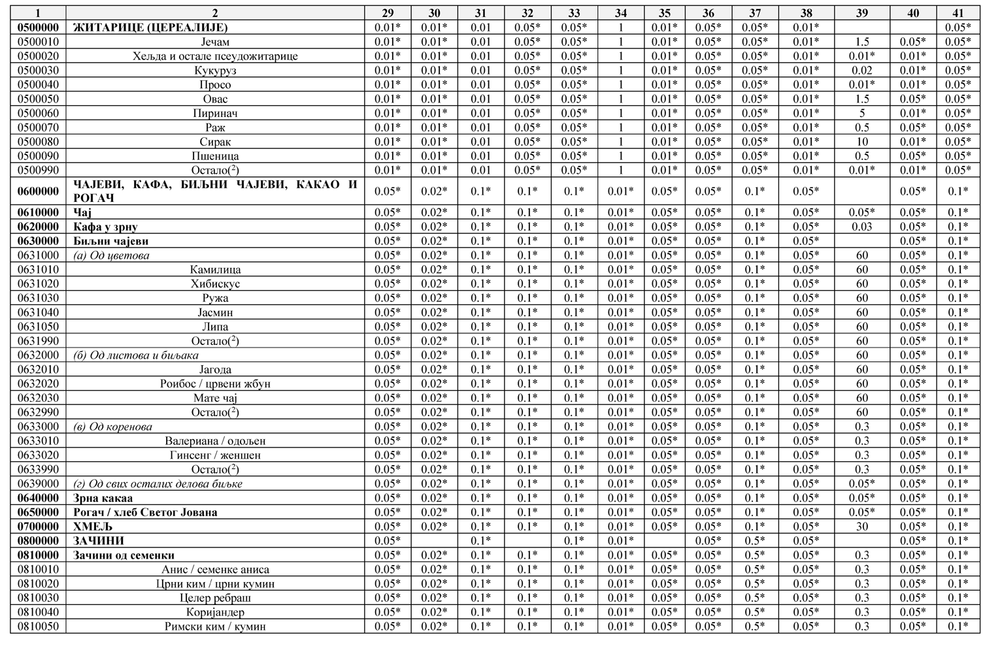 1 2 29 30 31 32 33 34 35 36 37 38 39 40 41
0500000 ЖИТАРИЦЕ (ЦЕРЕАЛИЈЕ) 0.01* 0.01* 0.01 0.05* 0.05* 1 0.01* 0.05* 0.05* 0.01* 0.05*
0500010 Јечам 0.01* 0.01* 0.01 0.05* 0.05* 1 0.01* 0.05* 0.05* 0.01* 1.5 0.05* 0.05*
0500020 Хељда и остале псеудожитарице 0.01* 0.01* 0.01 0.05* 0.05* 1 0.01* 0.05* 0.05* 0.01* 0.01* 0.01* 0.05*
0500030 Кукуруз 0.01* 0.01* 0.01 0.05* 0.05* 1 0.01* 0.05* 0.05* 0.01* 0.02 0.01* 0.05*
0500040 Просо 0.01* 0.01* 0.01 0.05* 0.05* 1 0.01* 0.05* 0.05* 0.01* 0.01* 0.01* 0.05*
0500050 Овас 0.01* 0.01* 0.01 0.05* 0.05* 1 0.01* 0.05* 0.05* 0.01* 1.5 0.05* 0.05*
0500060 Пиринач 0.01* 0.01* 0.01 0.05* 0.05* 1 0.01* 0.05* 0.05* 0.01* 5 0.01* 0.05*
0500070 Раж 0.01* 0.01* 0.01 0.05* 0.05* 1 0.01* 0.05* 0.05* 0.01* 0.5 0.05* 0.05*
0500080 Сирак 0.01* 0.01* 0.01 0.05* 0.05* 1 0.01* 0.05* 0.05* 0.01* 10 0.01* 0.05*
0500090 Пшеница 0.01* 0.01* 0.01 0.05* 0.05* 1 0.01* 0.05* 0.05* 0.01* 0.5 0.05* 0.05*
0500990 Остало(2) 0.01* 0.01* 0.01 0.05* 0.05* 1 0.01* 0.05* 0.05* 0.01* 0.01* 0.01* 0.05*
0600000 ЧАЈЕВИ, КАФА, БИЉНИ ЧАЈЕВИ, КАКАО И
РОГАЧ 0.05* 0.02* 0.1* 0.1* 0.1* 0.01* 0.05* 0.05* 0.1* 0.05* 0.05* 0.1*
0610000 Чај 0.05* 0.02* 0.1* 0.1* 0.1* 0.01* 0.05* 0.05* 0.1* 0.05* 0.05* 0.05* 0.1*
0620000 Кафа у зрну 0.05* 0.02* 0.1* 0.1* 0.1* 0.01* 0.05* 0.05* 0.1* 0.05* 0.03 0.05* 0.1*
0630000 Биљни чајеви 0.05* 0.02* 0.1* 0.1* 0.1* 0.01* 0.05* 0.05* 0.1* 0.05* 0.05* 0.1*
0631000 (а) Од цветова 0.05* 0.02* 0.1* 0.1* 0.1* 0.01* 0.05* 0.05* 0.1* 0.05* 60 0.05* 0.1*
0631010 Камилица 0.05* 0.02* 0.1* 0.1* 0.1* 0.01* 0.05* 0.05* 0.1* 0.05* 60 0.05* 0.1*
0631020 Хибискус 0.05* 0.02* 0.1* 0.1* 0.1* 0.01* 0.05* 0.05* 0.1* 0.05* 60 0.05* 0.1*
0631030 Ружа 0.05* 0.02* 0.1* 0.1* 0.1* 0.01* 0.05* 0.05* 0.1* 0.05* 60 0.05* 0.1*
0631040 Јасмин 0.05* 0.02* 0.1* 0.1* 0.1* 0.01* 0.05* 0.05* 0.1* 0.05* 60 0.05* 0.1*
0631050 Липа 0.05* 0.02* 0.1* 0.1* 0.1* 0.01* 0.05* 0.05* 0.1* 0.05* 60 0.05* 0.1*
0631990 Остало(2) 0.05* 0.02* 0.1* 0.1* 0.1* 0.01* 0.05* 0.05* 0.1* 0.05* 60 0.05* 0.1*
0632000 (б) Од листова и биљака 0.05* 0.02* 0.1* 0.1* 0.1* 0.01* 0.05* 0.05* 0.1* 0.05* 60 0.05* 0.1*
0632010 Јагода 0.05* 0.02* 0.1* 0.1* 0.1* 0.01* 0.05* 0.05* 0.1* 0.05* 60 0.05* 0.1*
0632020 Роибос / црвени жбун 0.05* 0.02* 0.1* 0.1* 0.1* 0.01* 0.05* 0.05* 0.1* 0.05* 60 0.05* 0.1*
0632030 Мате чај 0.05* 0.02* 0.1* 0.1* 0.1* 0.01* 0.05* 0.05* 0.1* 0.05* 60 0.05* 0.1*
0632990 Остало(2) 0.05* 0.02* 0.1* 0.1* 0.1* 0.01* 0.05* 0.05* 0.1* 0.05* 60 0.05* 0.1*
0633000 (в) Од коренова 0.05* 0.02* 0.1* 0.1* 0.1* 0.01* 0.05* 0.05* 0.1* 0.05* 0.3 0.05* 0.1*
0633010 Валериана / одољен 0.05* 0.02* 0.1* 0.1* 0.1* 0.01* 0.05* 0.05* 0.1* 0.05* 0.3 0.05* 0.1*
0633020 Гинсенг / женшен 0.05* 0.02* 0.1* 0.1* 0.1* 0.01* 0.05* 0.05* 0.1* 0.05* 0.3 0.05* 0.1*
0633990 Остало(2) 0.05* 0.02* 0.1* 0.1* 0.1* 0.01* 0.05* 0.05* 0.1* 0.05* 0.3 0.05* 0.1*
0639000 (г) Од свих осталих делова биљке 0.05* 0.02* 0.1* 0.1* 0.1* 0.01* 0.05* 0.05* 0.1* 0.05* 0.05* 0.05* 0.1*
0640000 Зрна какаа 0.05* 0.02* 0.1* 0.1* 0.1* 0.01* 0.05* 0.05* 0.1* 0.05* 0.05* 0.05* 0.1*
0650000 Рогач / хлеб Светог Јована 0.05* 0.02* 0.1* 0.1* 0.1* 0.01* 0.05* 0.05* 0.1* 0.05* 0.05* 0.05* 0.1*
0700000 ХМЕЉ 0.05* 0.02* 0.1* 0.1* 0.1* 0.01* 0.05* 0.05* 0.1* 0.05* 30 0.05* 0.1*
0800000 ЗАЧИНИ 0.05* 0.1* 0.1* 0.01* 0.05* 0.5* 0.05* 0.05* 0.1*
0810000 Зачини од семенки 0.05* 0.02* 0.1* 0.1* 0.1* 0.01* 0.05* 0.05* 0.5* 0.05* 0.3 0.05* 0.1*
0810010 Анис / семенке аниса 0.05* 0.02* 0.1* 0.1* 0.1* 0.01* 0.05* 0.05* 0.5* 0.05* 0.3 0.05* 0.1*
0810020 Црни ким / црни кумин 0.05* 0.02* 0.1* 0.1* 0.1* 0.01* 0.05* 0.05* 0.5* 0.05* 0.3 0.05* 0.1*
0810030 Целер ребраш 0.05* 0.02* 0.1* 0.1* 0.1* 0.01* 0.05* 0.05* 0.5* 0.05* 0.3 0.05* 0.1*
0810040 Коријандер 0.05* 0.02* 0.1* 0.1* 0.1* 0.01* 0.05* 0.05* 0.5* 0.05* 0.3 0.05* 0.1*
0810050 Римски ким / кумин 0.05* 0.02* 0.1* 0.1* 0.1* 0.01* 0.05* 0.05* 0.5* 0.05* 0.3 0.05* 0.1*